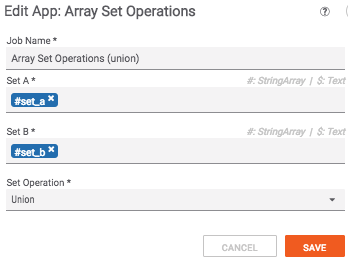 Edit App: Array Set Operations
Job Name *
Array Set Operations (union)
Set A * #: StringArray | $: Text
#set_a ×
Set B * #: StringArray | $: Text
#set_b ×
Set Operation *
Union
CANCEL SAVE